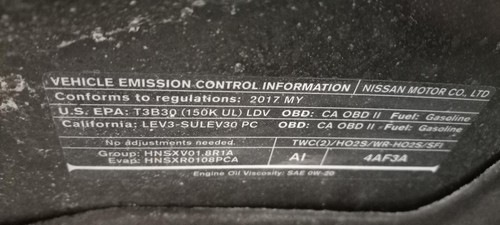 VEHICLE EMISSION CONTROL INFORMATION NISSAN MOTOR CO., LTD
Conforms to regulations: 2017 MY
U.S. EPA: T3B30 (150K UL) LDV OBD: CA OBD II Fuel: Gasoline
California: LEV3-SULEV30 PC OBD: CA OBD II Fuel: Gasoline
No adjustments needed. TWC(2)/HO2S/WR-HO2S/SFI
Group: HNSXV01.8R1A
Evap: HNSXR0108PCA AI 4AF3A
Engine Oil Viscosity: SAE 0W-20